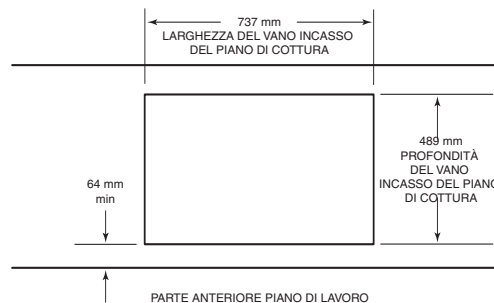 737 mm
LARGHEZZA DEL VANO INCASSO
DEL PIANO DI COTTURA
489 mm
PROFONDITÀ
DEL VANO
INCASSO DEL PIANO
DI COTTURA
64 mm
min
PARTE ANTERIORE PIANO DI LAVORO